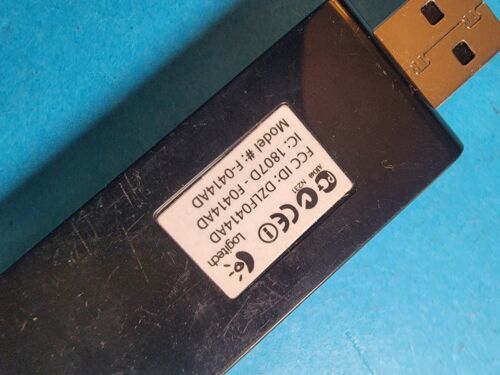 Logitech
N231
FCC ID: DZLF0414AD
IC: 1807D - F0414AD
Model #: F-0414AD